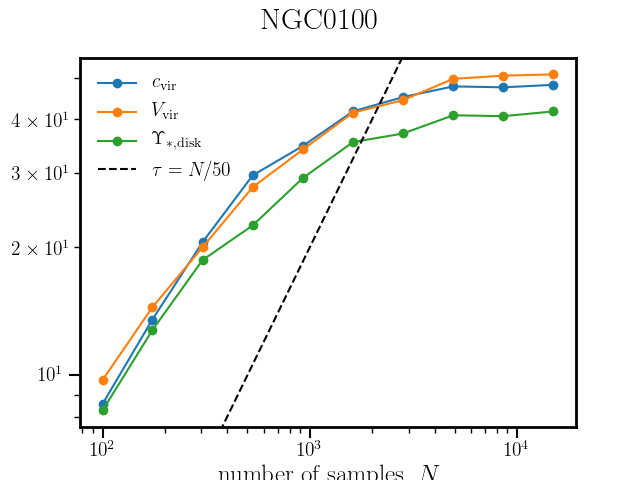 NGC0100
c_vir
V_vir
Υ_*,disk
τ = N/50
4 × 10^1
3 × 10^1
2 × 10^1
10^1
10^2
10^3
10^4
number of samples, N